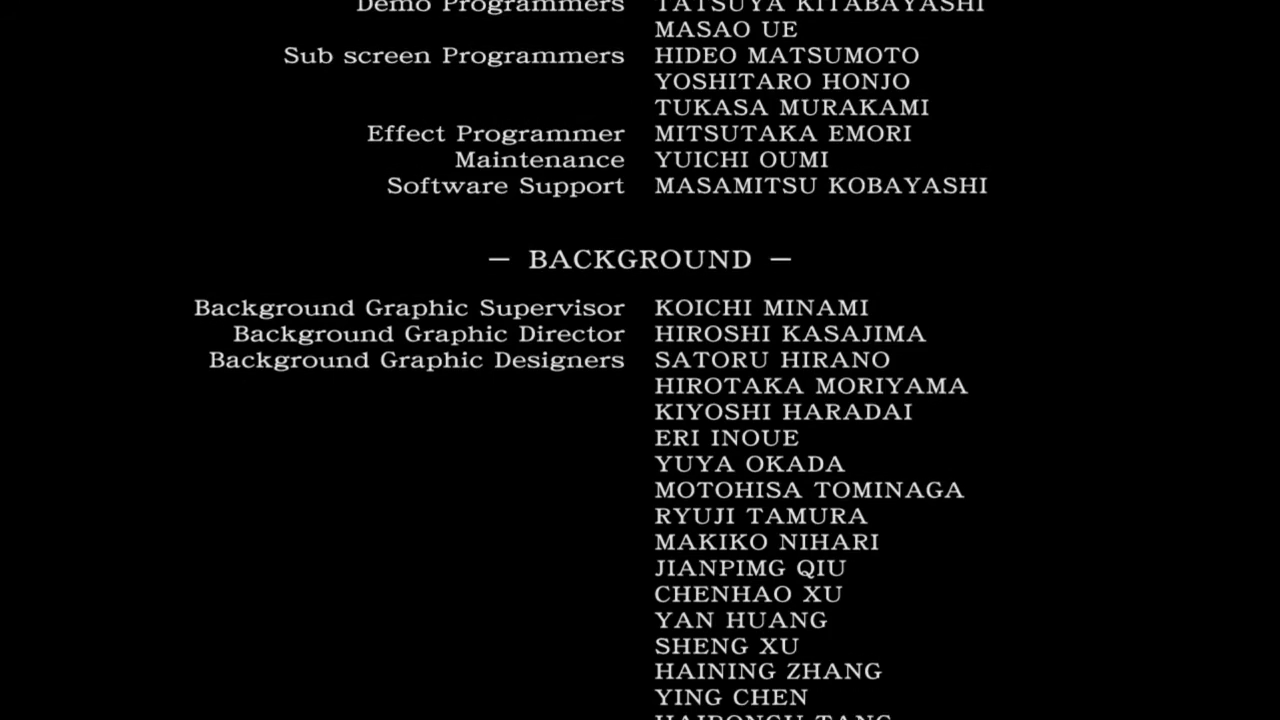 Demo Programmers TATSUYA KITABAYASHI
MASAO UE
Sub screen Programmers HIDEO MATSUMOTO
YOSHITARO HONJO
TUKASA MURAKAMI
Effect Programmer MITSUTAKA EMORI
Maintenance YUICHI OUMI
Software Support MASAMITSU KOBAYASHI
— BACKGROUND —
Background Graphic Supervisor KOICHI MINAMI
Background Graphic Director HIROSHI KASAJIMA
Background Graphic Designers SATORU HIRANO
HIROTAKA MORIYAMA
KIYOSHI HARADAI
ERI INOUE
YUYA OKADA
MOTOHISA TOMINAGA
RYUJI TAMURA
MAKIKO NIHARI
JIANPIMG QIU
CHENHAO XU
YAN HUANG
SHENG XU
HAINING ZHANG
YING CHEN
TANG